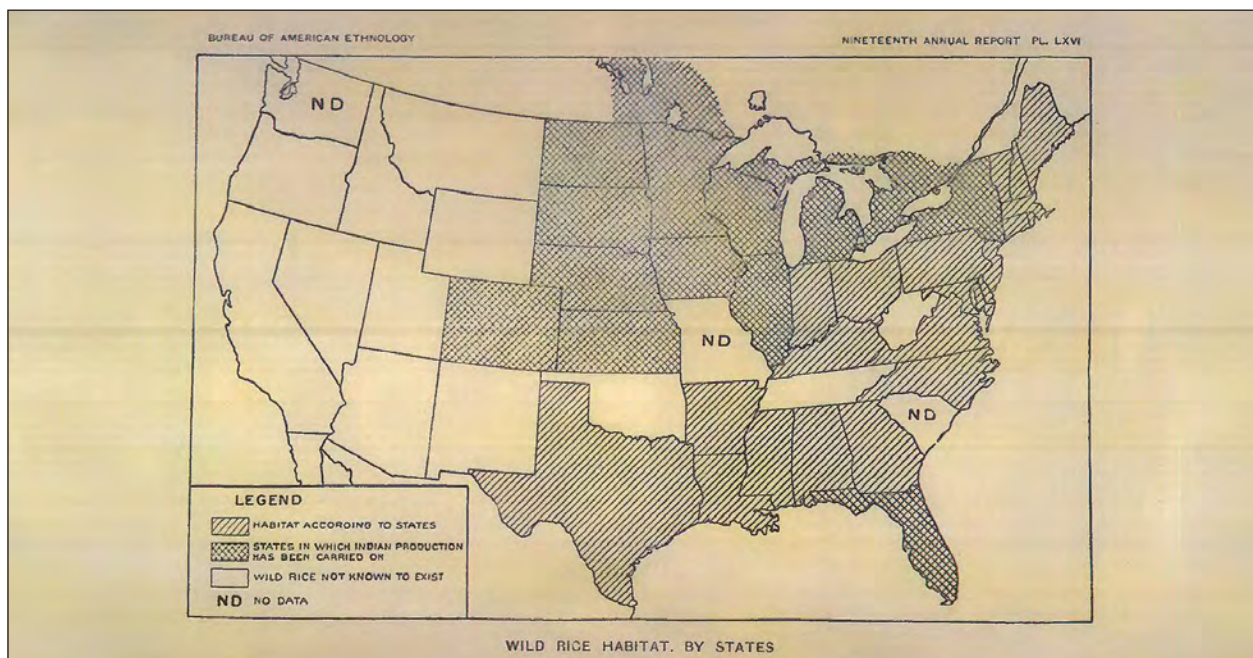 BUREAU OF AMERICAN ETHNOLOGY
NINETEENTH ANNUAL REPORT PL. LXVI
ND
ND
ND
LEGEND
HABITAT ACCORDING TO STATES
STATES IN WHICH INDIAN PRODUCTION
HAS BEEN CARRIED ON
WILD RICE NOT KNOWN TO EXIST
ND NO DATA
WILD RICE HABITAT. BY STATES